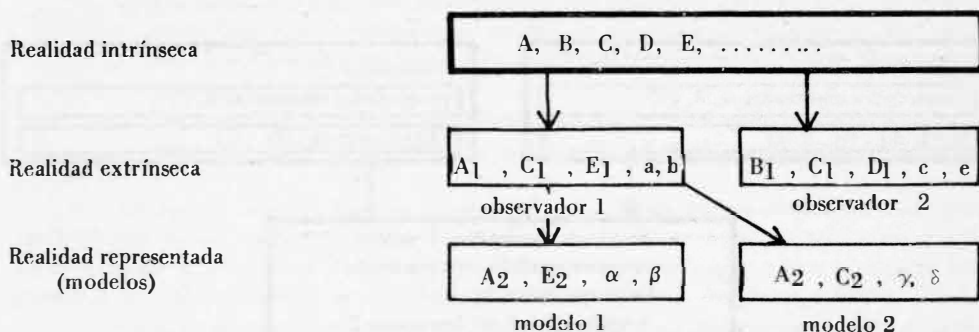 Realidad intrínseca
A, B, C, D, E, .........
Realidad extrínseca
A1 , C1 , E1 , a, b
B1 , C1 , D1 , c , e
observador 1
observador 2
Realidad representada
(modelos)
A2 , E2 , α , β
A2 , C2 , γ, δ
modelo 1
modelo 2